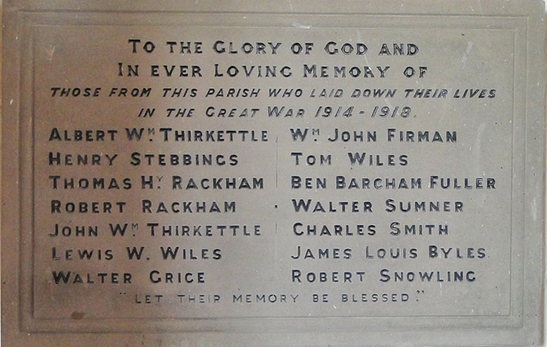 TO THE GLORY OF GOD AND
IN EVER LOVING MEMORY OF
THOSE FROM THIS PARISH WHO LAID DOWN THEIR LIVES
IN THE GREAT WAR 1914-1918.
ALBERT WM THIRKETTLE WM JOHN FIRMAN
HENRY STEBBINGS TOM WILES
THOMAS HY RACKHAM BEN BARCHAM FULLER
ROBERT RACKHAM · WALTER SUMNER
JOHN WM THIRKETTLE CHARLES SMITH
LEWIS W. WILES JAMES LOUIS BYLES
WALTER GRICE ROBERT SNOWLING
"LET THEIR MEMORY BE BLESSED."